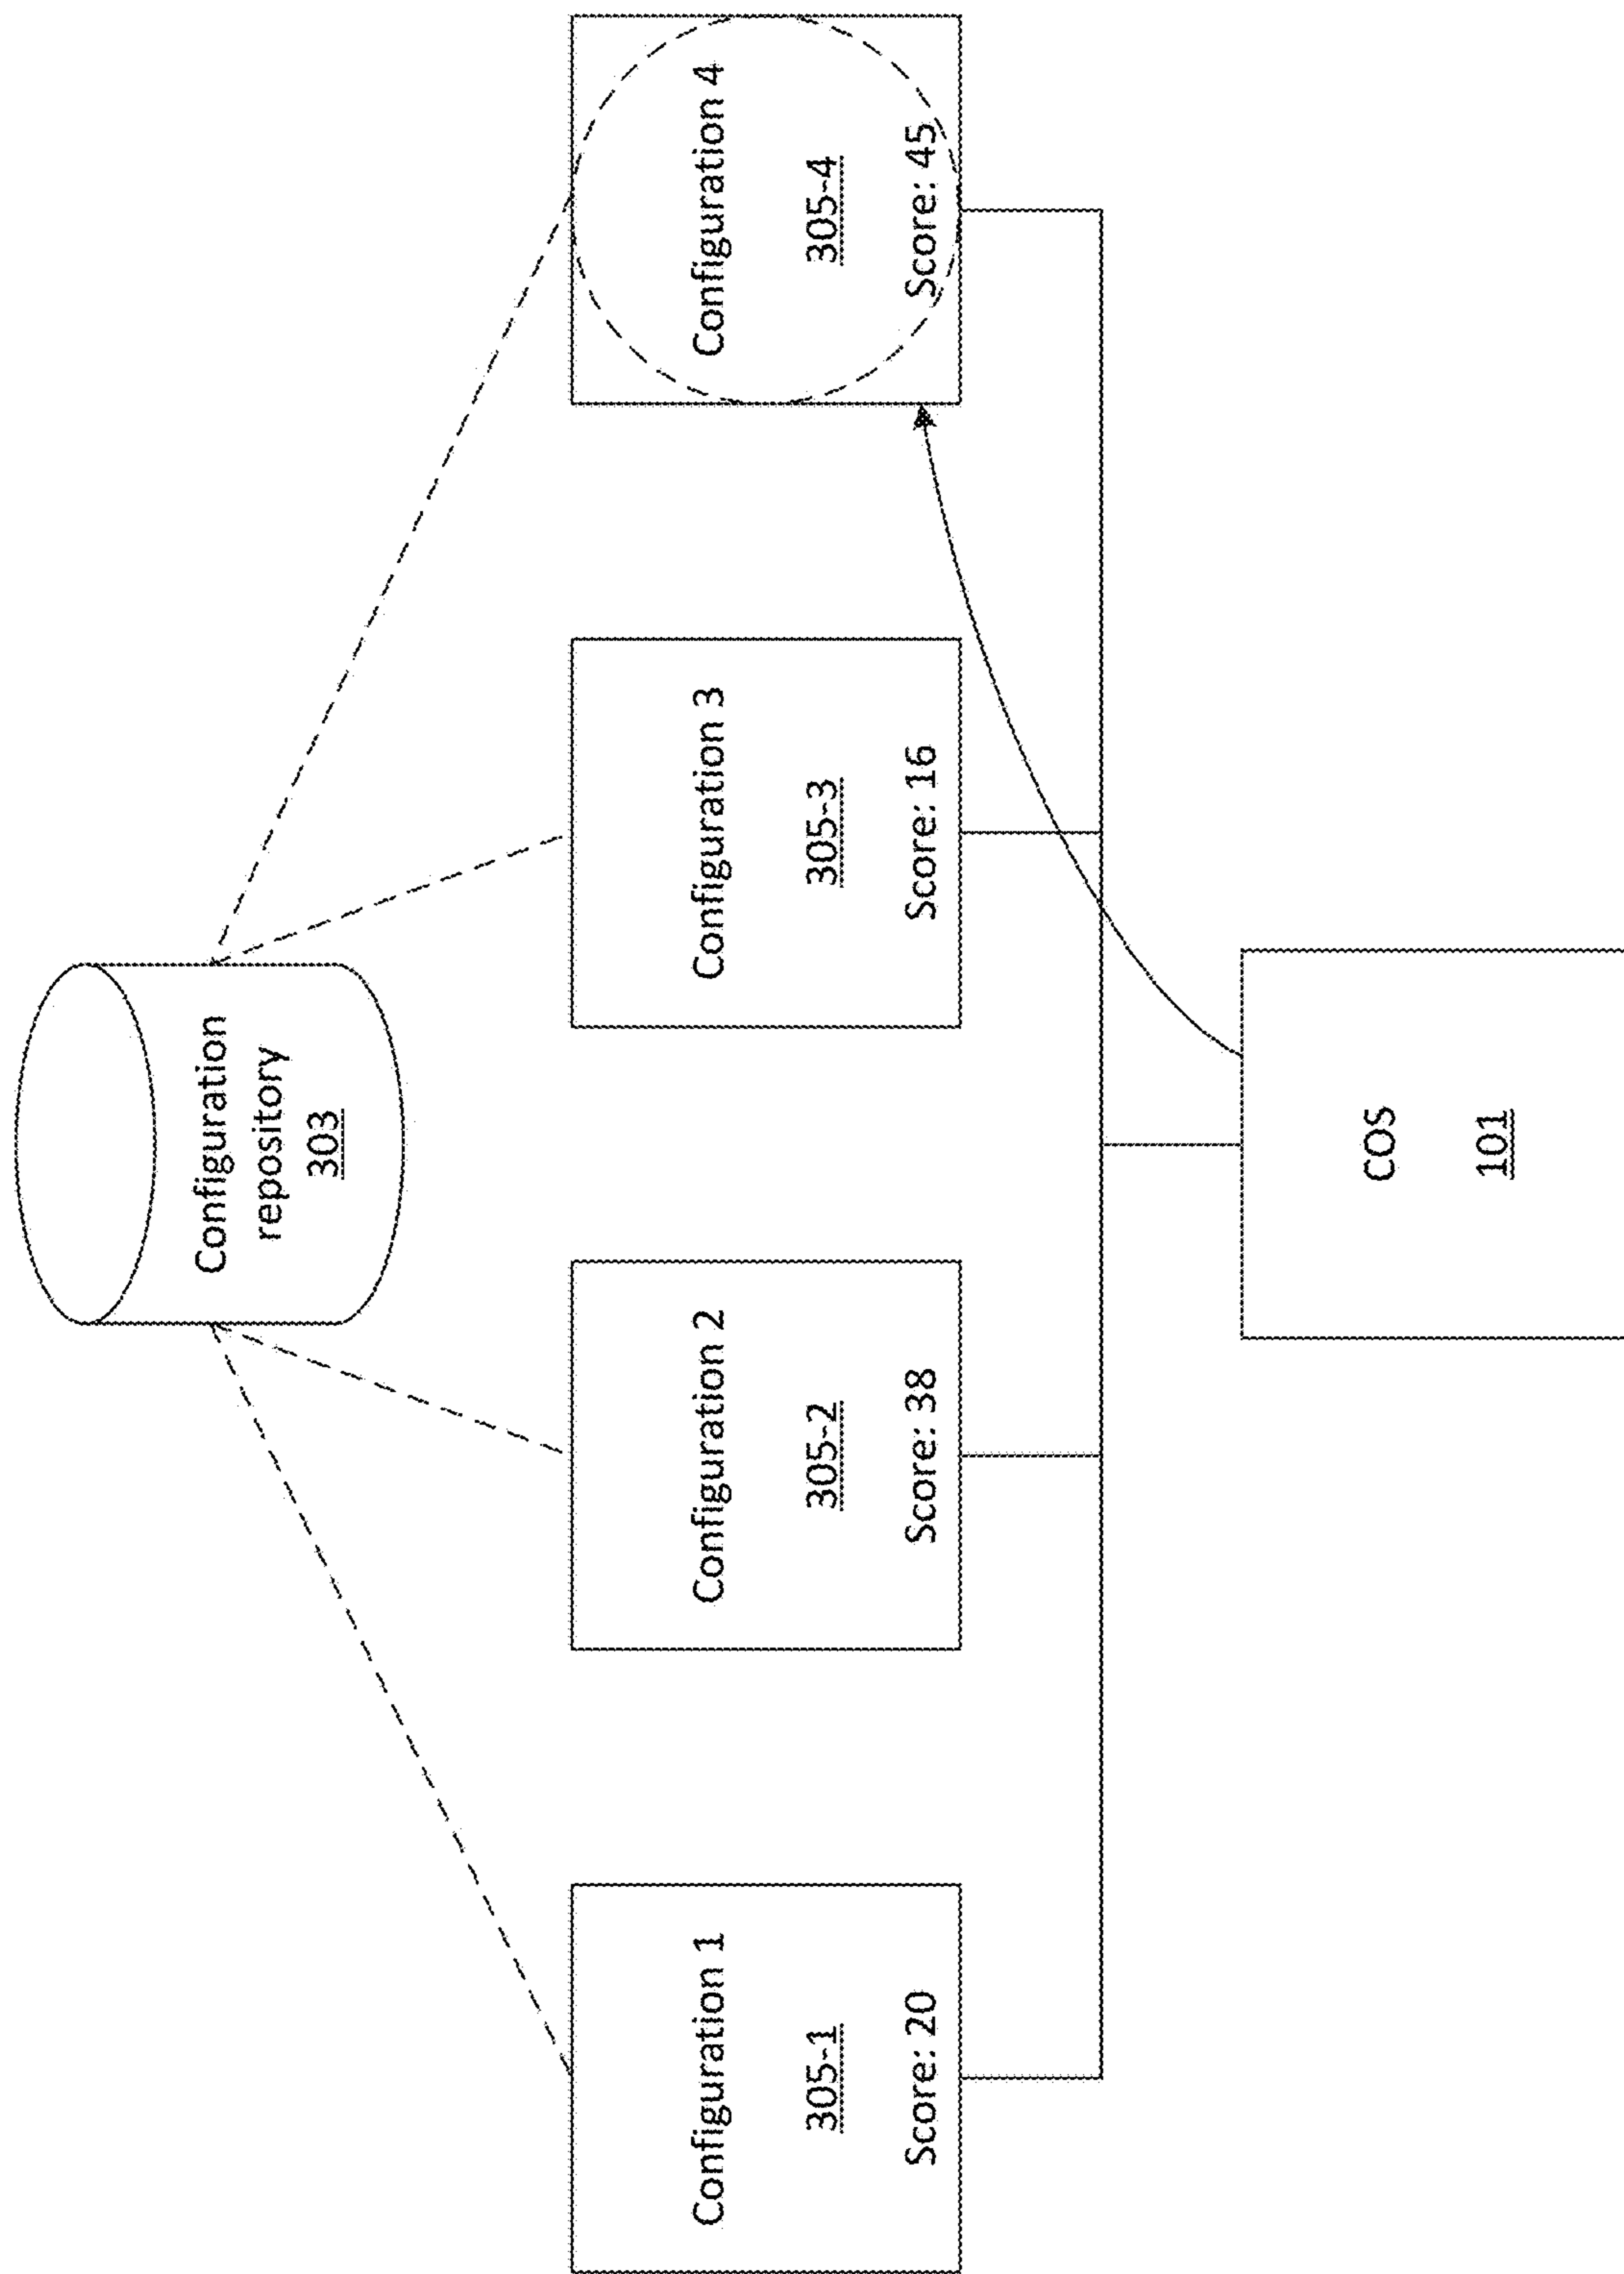 Configuration
repository
303
Configuration 1
305-1
Score: 20
Configuration 2
305-2
Score: 38
Configuration 3
305-3
Score: 16
Configuration 4
305-4
Score: 45
COS
101